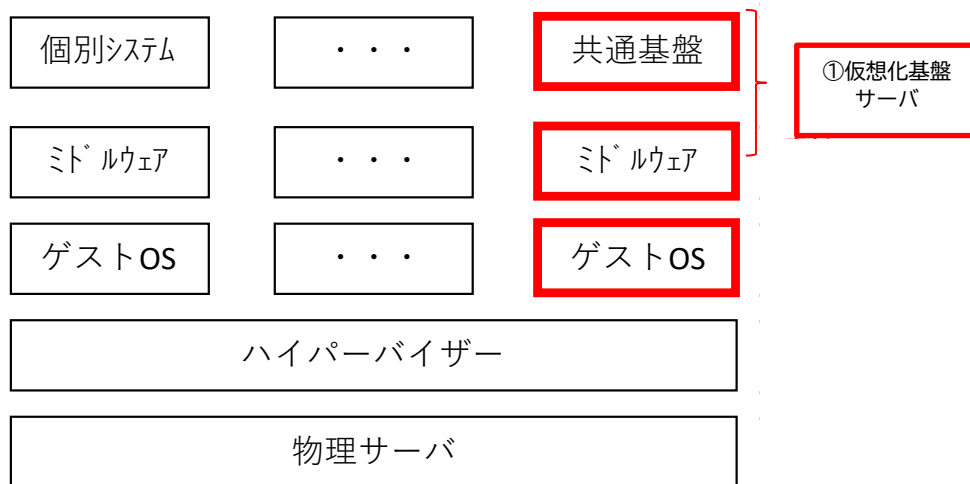 個別ｼｽﾃﾑ
・・・
共通基盤
①仮想化基盤
サーバ
ﾐﾄﾞﾙｳｪｱ
・・・
ﾐﾄﾞﾙｳｪｱ
ゲストOS
・・・
ゲストOS
ハイパーバイザー
物理サーバ